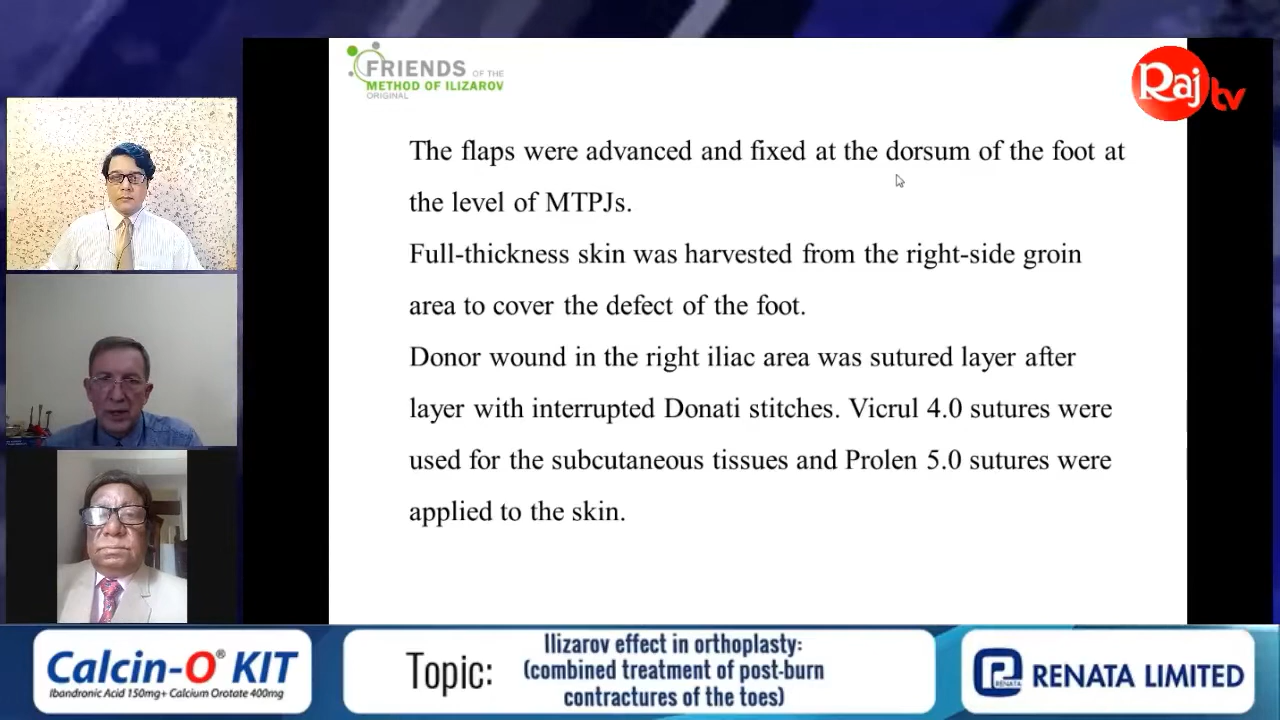 FRIENDS OF THE
METHOD OF ILIZAROV
ORIGINAL
Raj tv
The flaps were advanced and fixed at the dorsum of the foot at
the level of MTPJs.
Full-thickness skin was harvested from the right-side groin
area to cover the defect of the foot.
Donor wound in the right iliac area was sutured layer after
layer with interrupted Donati stitches. Vicrul 4.0 sutures were
used for the subcutaneous tissues and Prolen 5.0 sutures were
applied to the skin.
Calcin-O® KIT
Ibandronic Acid 150mg+ Calcium Orotate 400mg
Topic:
Ilizarov effect in orthoplasty:
(combined treatment of post-burn
contractures of the toes)
RENATA
RENATA LIMITED